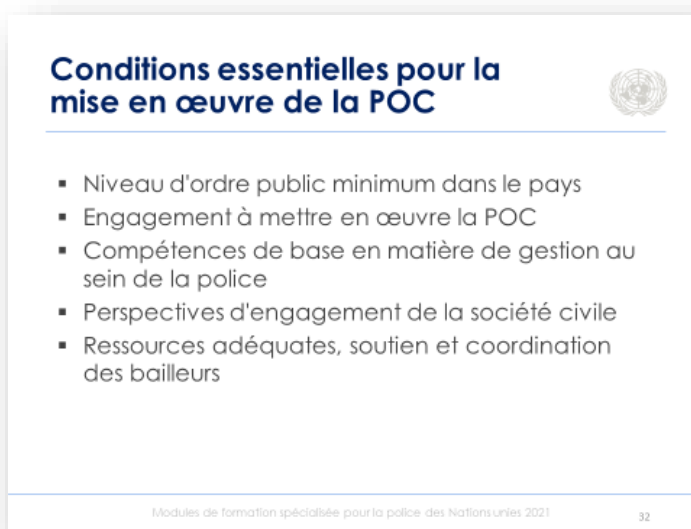 Conditions essentielles pour la
mise en œuvre de la POC
▪ Niveau d'ordre public minimum dans le pays
▪ Engagement à mettre en œuvre la POC
▪ Compétences de base en matière de gestion au
sein de la police
▪ Perspectives d'engagement de la société civile
▪ Ressources adéquates, soutien et coordination
des bailleurs
Modules de formation spécialisée pour la police des Nations unies 2021
32